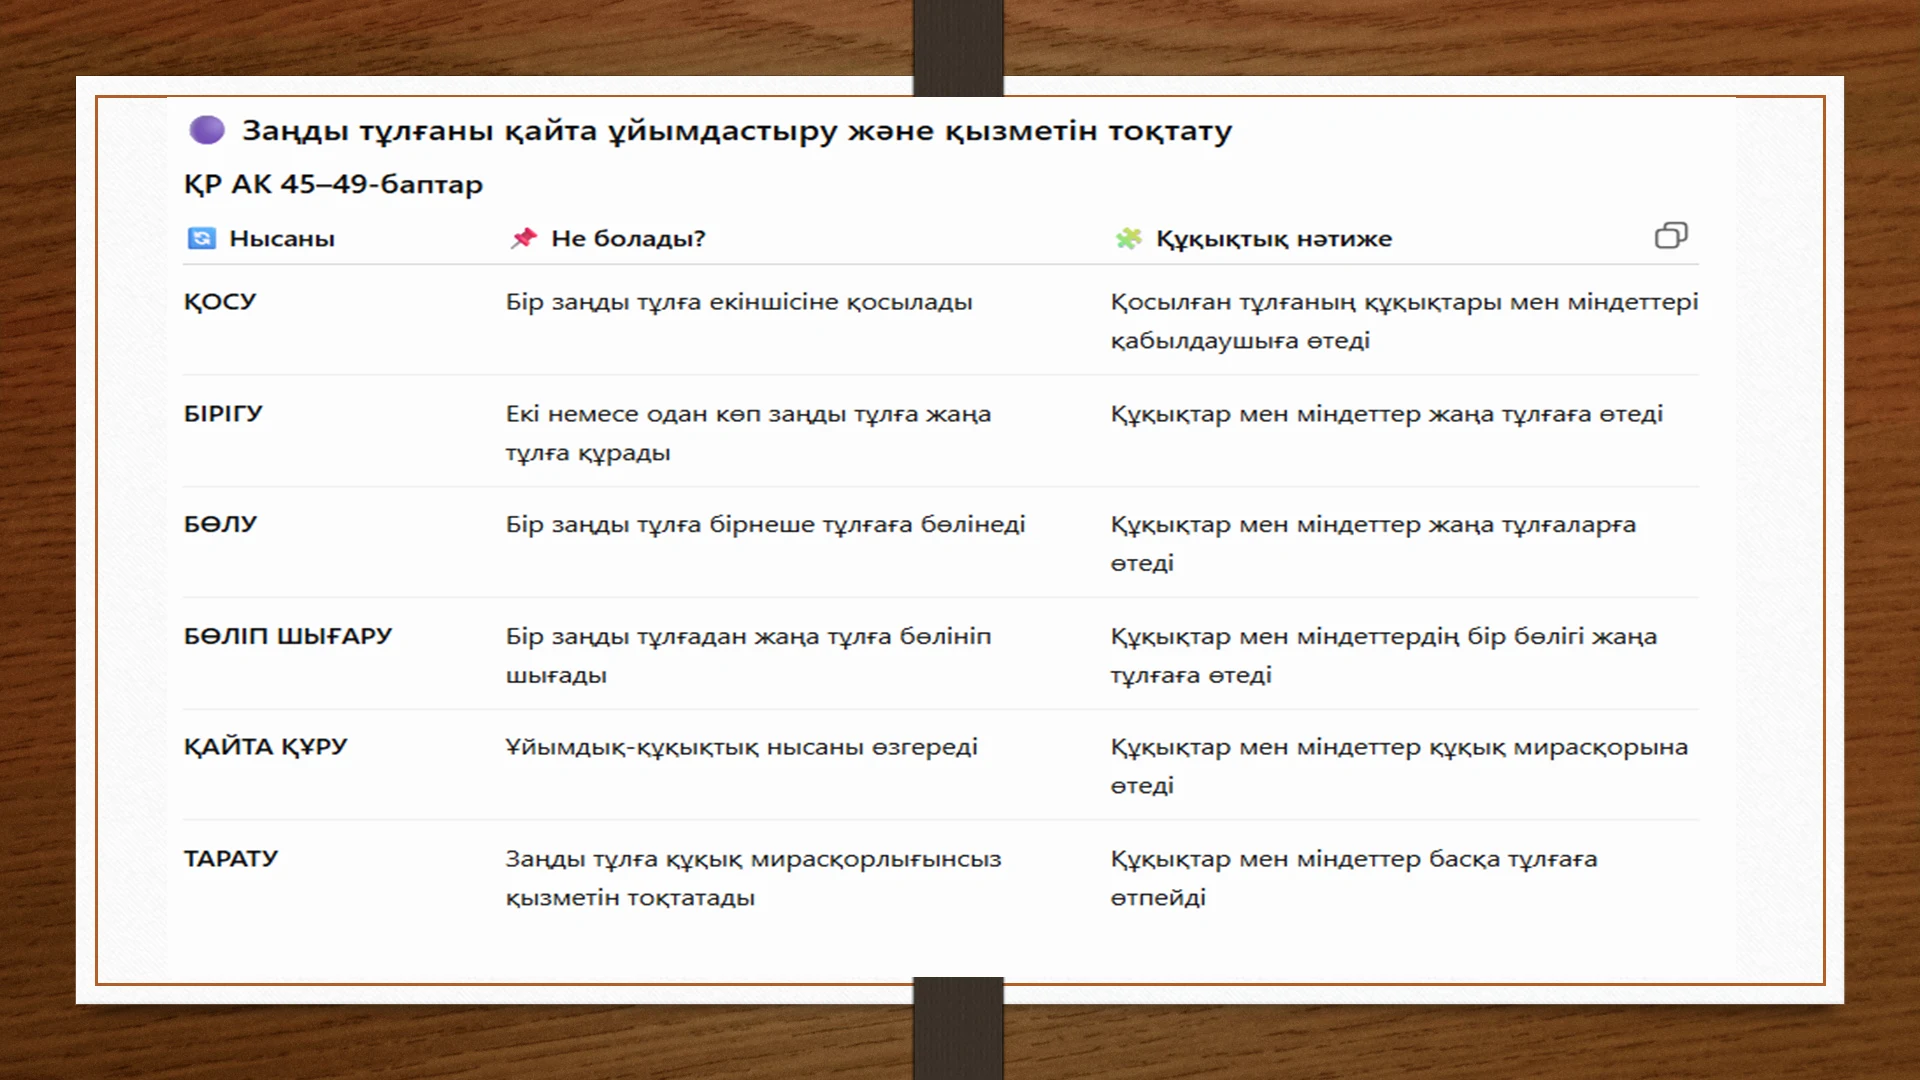 Заңды тұлғаны қайта ұйымдастыру және қызметін тоқтату
ҚР АК 45–49-баптар
Нысаны
Не болады?
Құқықтық нәтиже
ҚОСУ
Бір заңды тұлға екіншісіне қосылады
Қосылған тұлғаның құқықтары мен міндеттері
қабылдаушыға өтеді
БІРІГУ
Екі немесе одан көп заңды тұлға жаңа
тұлға құрады
Құқықтар мен міндеттер жаңа тұлғаға өтеді
БӨЛУ
Бір заңды тұлға бірнеше тұлғаға бөлінеді
Құқықтар мен міндеттер жаңа тұлғаларға
өтеді
БӨЛІП ШЫҒАРУ
Бір заңды тұлғадан жаңа тұлға бөлініп
шығады
Құқықтар мен міндеттердің бір бөлігі жаңа
тұлғаға өтеді
ҚАЙТА ҚҰРУ
Ұйымдық-құқықтық нысаны өзгереді
Құқықтар мен міндеттер құқық мирасқорына
өтеді
ТАРАТУ
Заңды тұлға құқық мирасқорлығынсыз
қызметін тоқтатады
Құқықтар мен міндеттер басқа тұлғаға
өтпейді